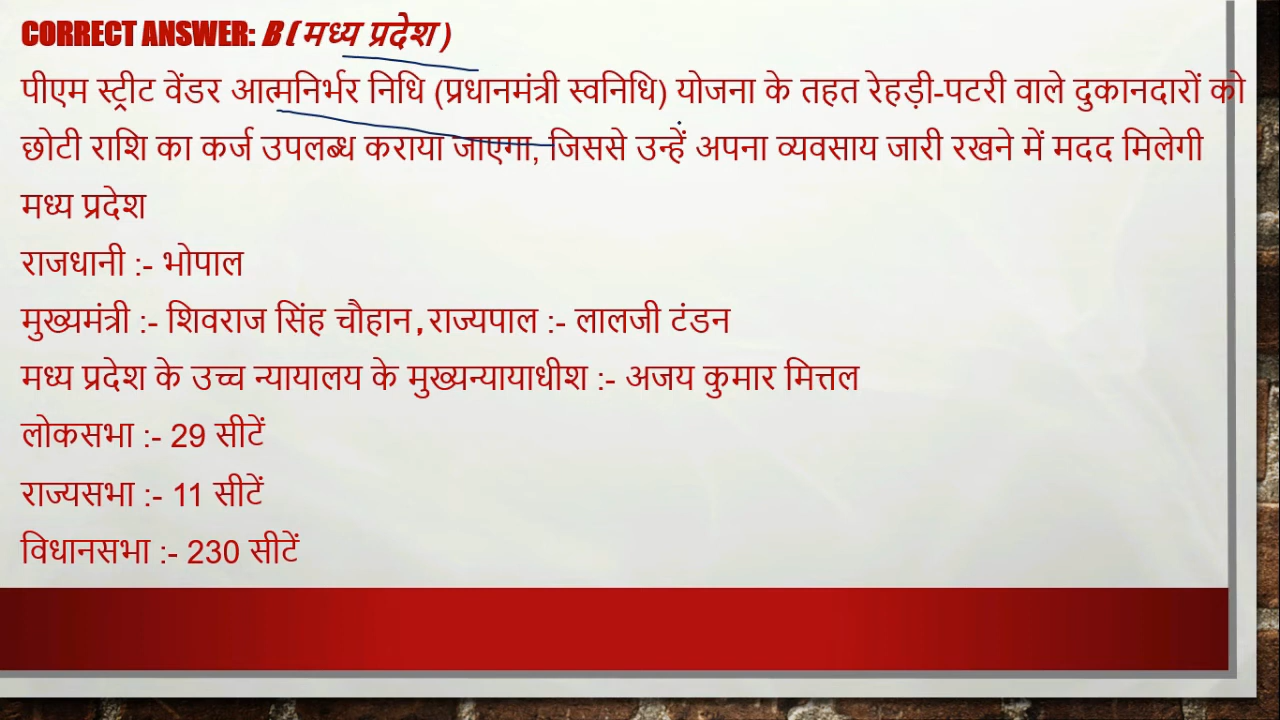 CORRECT ANSWER: B ( मध्य प्रदेश )
पीएम स्ट्रीट वेंडर आत्मनिर्भर निधि (प्रधानमंत्री स्वनिधि) योजना के तहत रेहड़ी-पटरी वाले दुकानदारों को
छोटी राशि का कर्ज उपलब्ध कराया जाएगा, जिससे उन्हें अपना व्यवसाय जारी रखने में मदद मिलेगी
मध्य प्रदेश
राजधानी :- भोपाल
मुख्यमंत्री :- शिवराज सिंह चौहान , राज्यपाल :- लालजी टंडन
मध्य प्रदेश के उच्च न्यायालय के मुख्यन्यायाधीश :- अजय कुमार मित्तल
लोकसभा :- 29 सीटें
राज्यसभा :- 11 सीटें
विधानसभा :- 230 सीटें